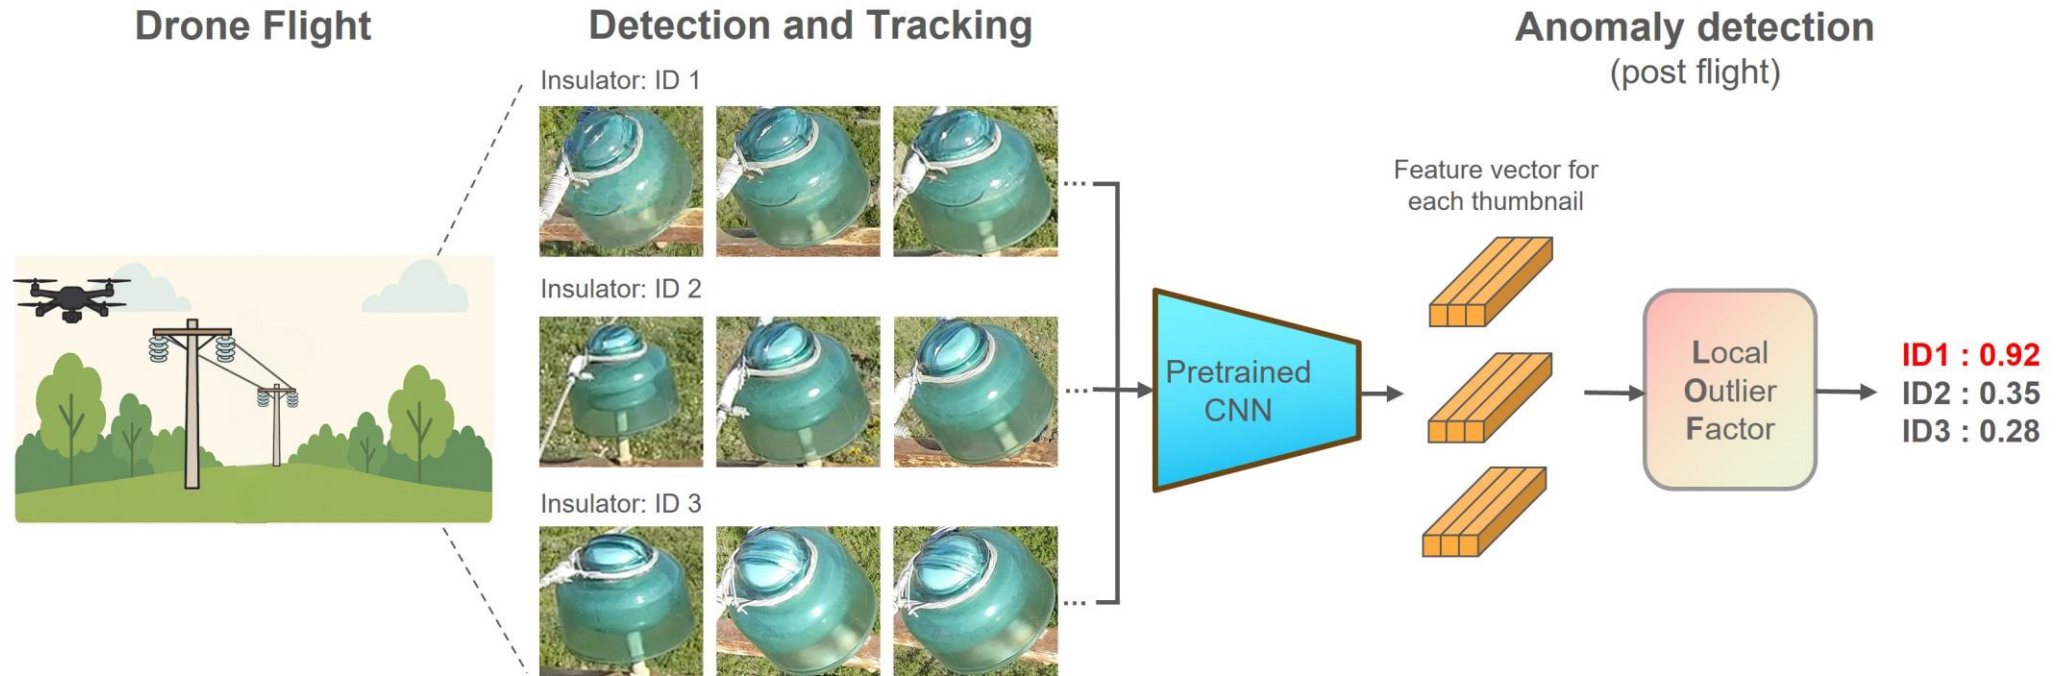 Drone Flight
Detection and Tracking
Anomaly detection
(post flight)
Insulator: ID 1
Insulator: ID 2
Insulator: ID 3
Pretrained
CNN
Feature vector for
each thumbnail
Local
Outlier
Factor
ID1 : 0.92
ID2 : 0.35
ID3 : 0.28